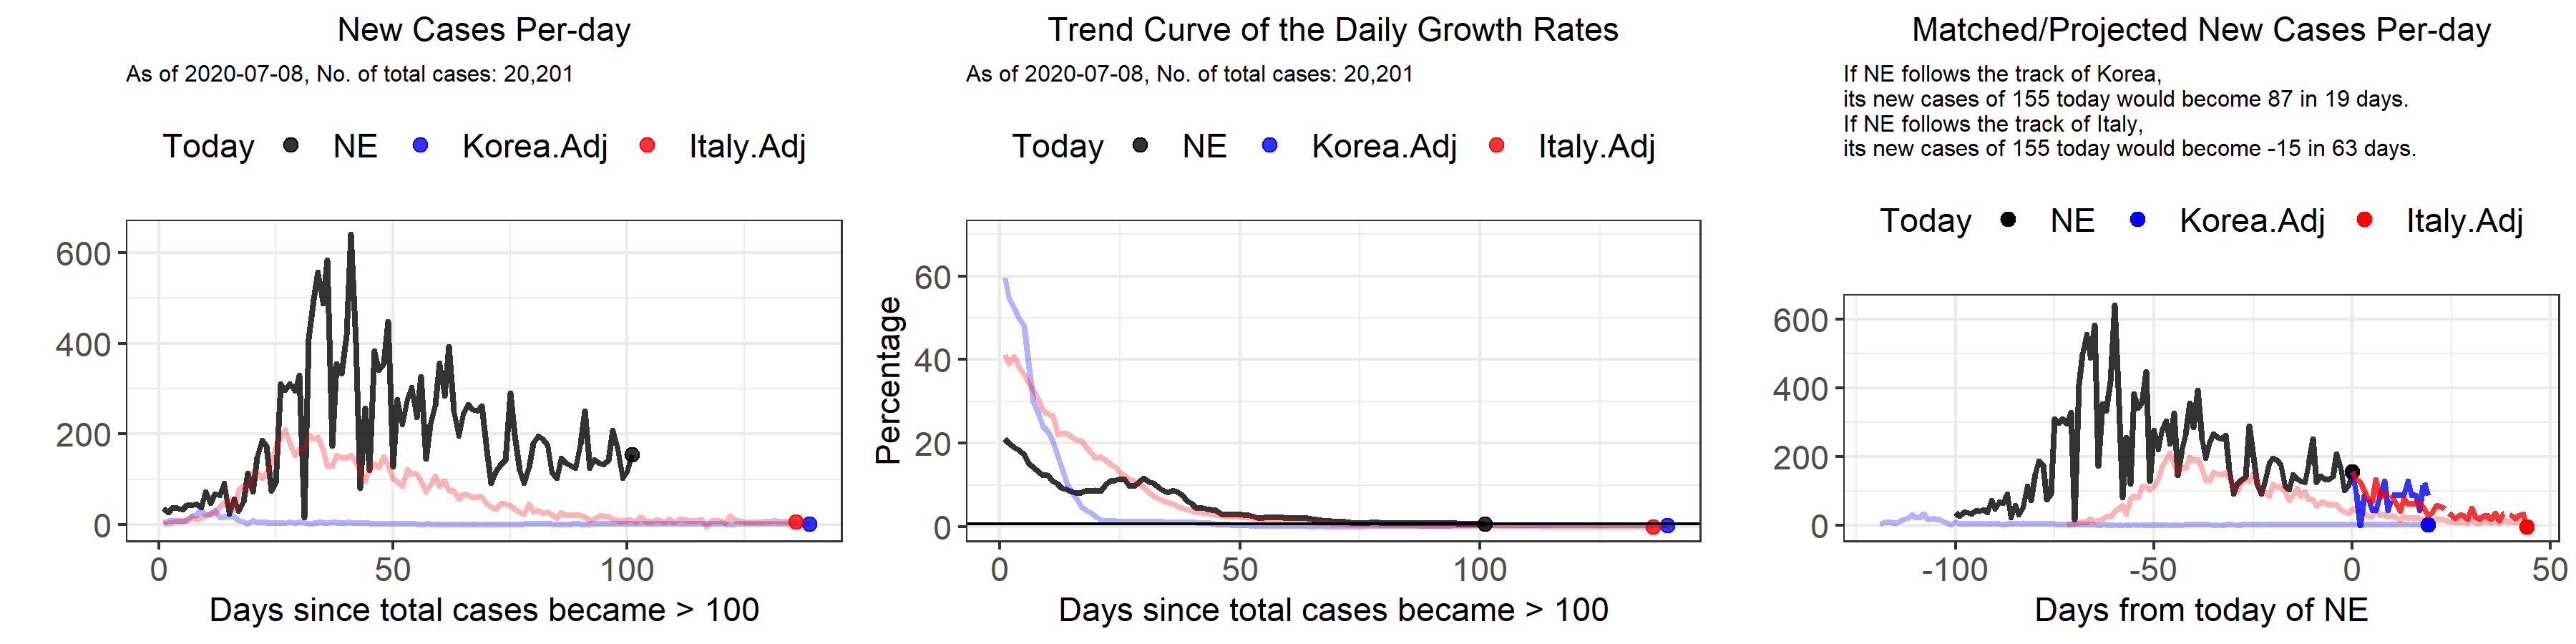 New Cases Per-day
As of 2020-07-08, No. of total cases: 20,201
Today NE Korea.Adj Italy.Adj
600
400
200
0
0 50 100
Days since total cases became > 100
Trend Curve of the Daily Growth Rates
As of 2020-07-08, No. of total cases: 20,201
Today NE Korea.Adj Italy.Adj
Percentage
60
40
20
0
0 50 100
Days since total cases became > 100
Matched/Projected New Cases Per-day
If NE follows the track of Korea,
its new cases of 155 today would become 87 in 19 days.
If NE follows the track of Italy,
its new cases of 155 today would become -15 in 63 days.
Today NE Korea.Adj Italy.Adj
600
400
200
0
-100 -50 0 50
Days from today of NE